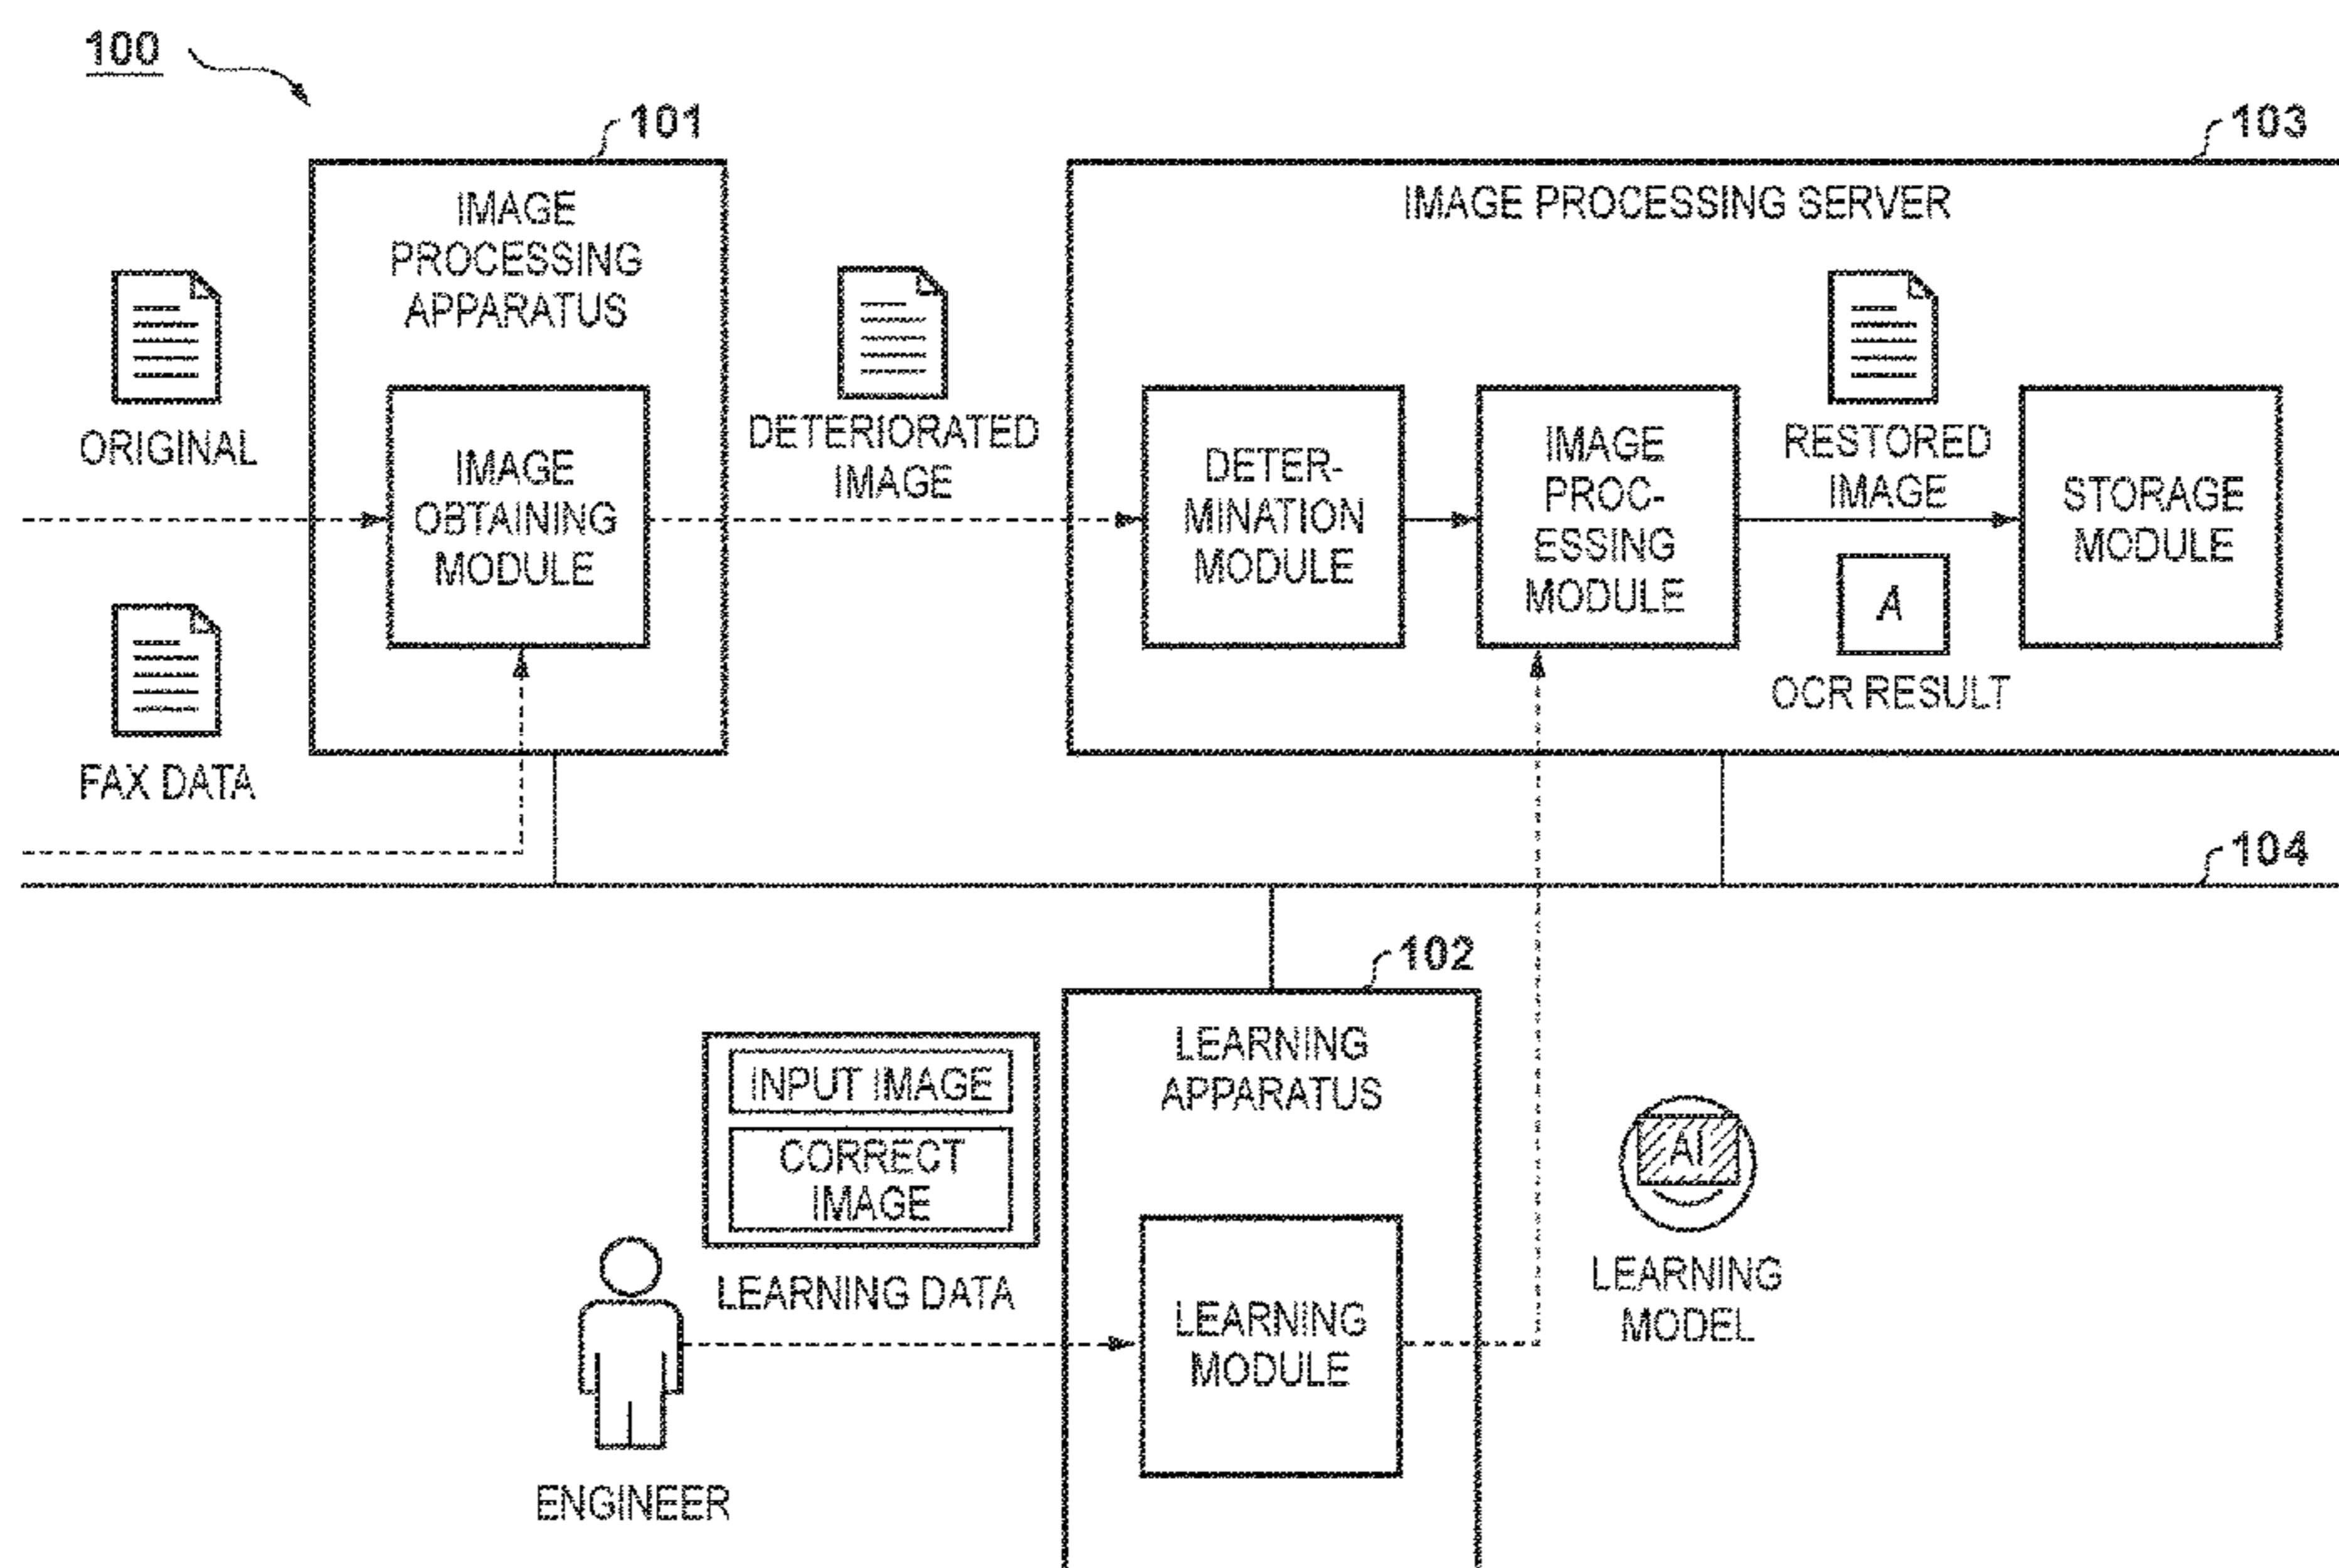 100
101
103
IMAGE
PROCESSING
APPARATUS
IMAGE PROCESSING SERVER
ORIGINAL
IMAGE
OBTAINING
MODULE
DETERIORATED
IMAGE
DETER-
MINATION
MODULE
IMAGE
PROC-
ESSING
MODULE
RESTORED
IMAGE
A
OCR RESULT
STORAGE
MODULE
FAX DATA
104
102
LEARNING
APPARATUS
INPUT IMAGE
CORRECT
IMAGE
LEARNING DATA
LEARNING
MODULE
AI
LEARNING
MODEL
ENGINEER